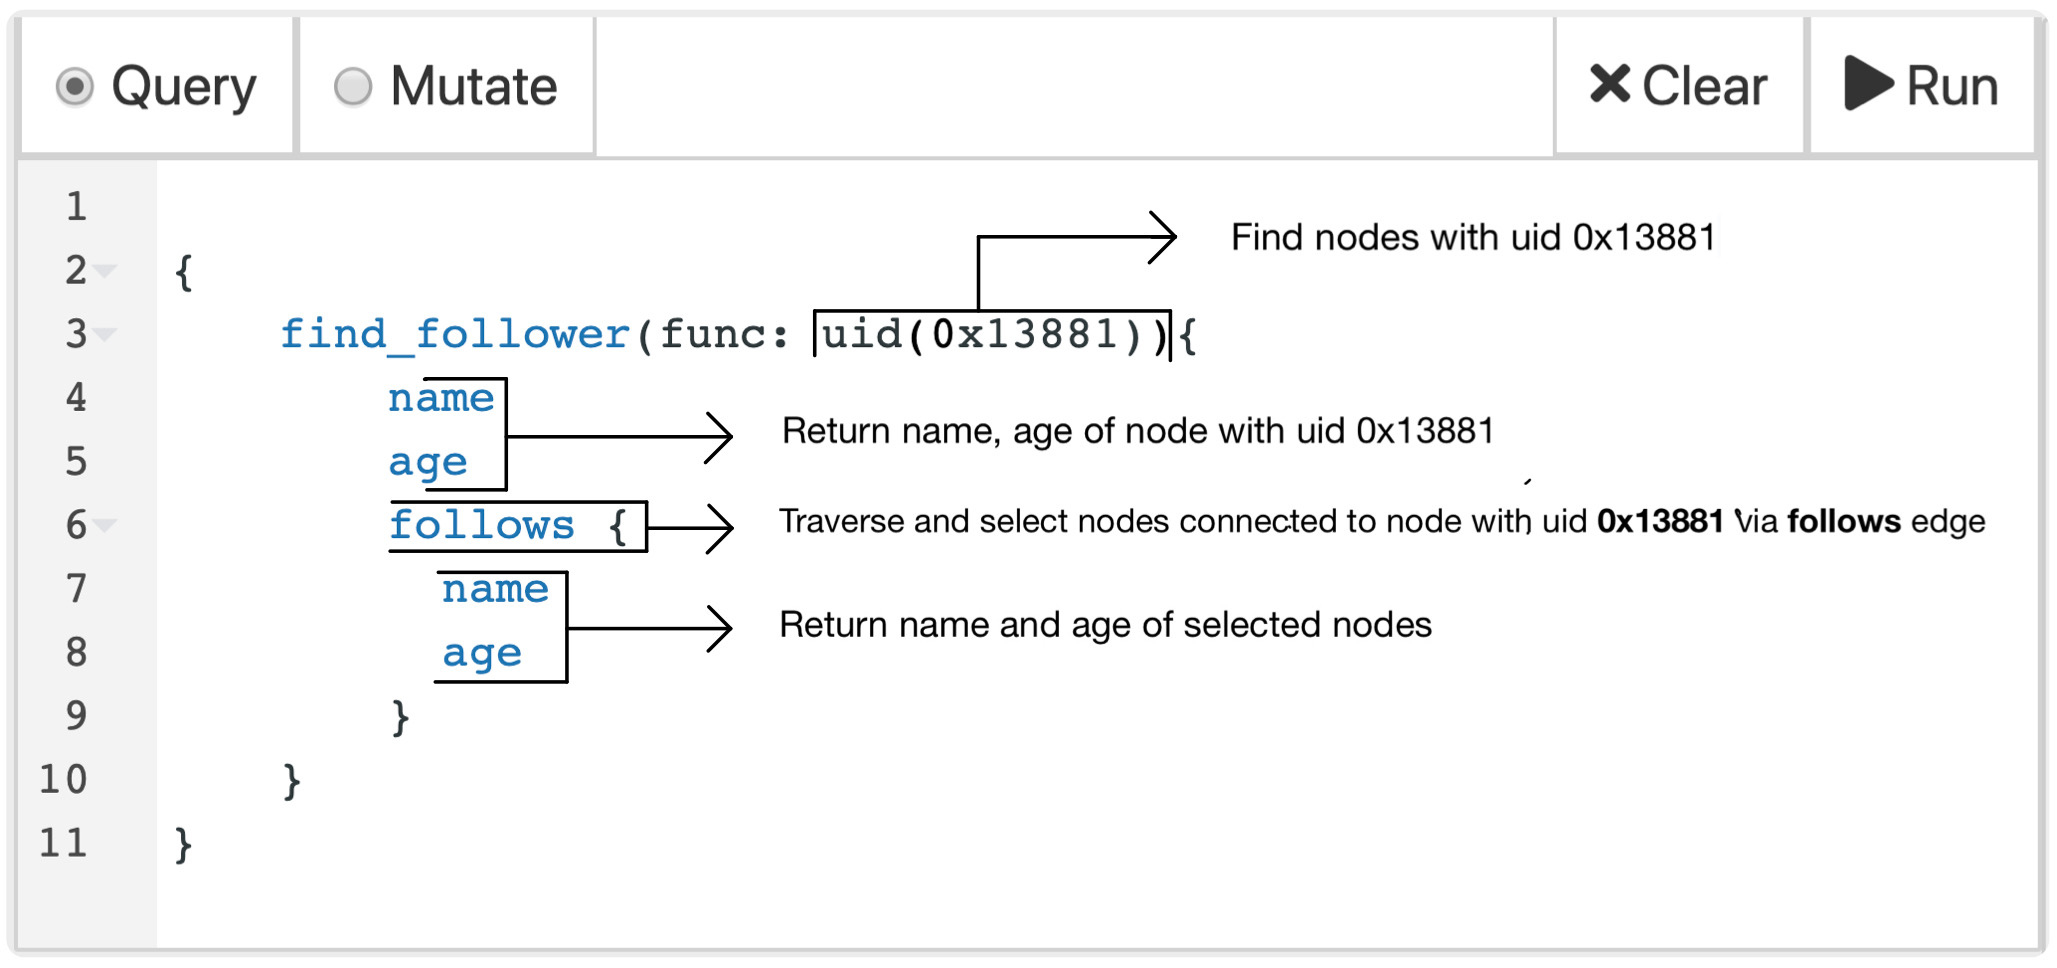 Query Mutate Clear Run
1
Find nodes with uid 0x13881
2 {
3 find_follower(func: uid(0x13881)){
4 name
Return name, age of node with uid 0x13881
5 age
6 follows { Traverse and select nodes connected to node with uid 0x13881 via follows edge
7 name
Return name and age of selected nodes
8 age
9 }
10 }
11 }